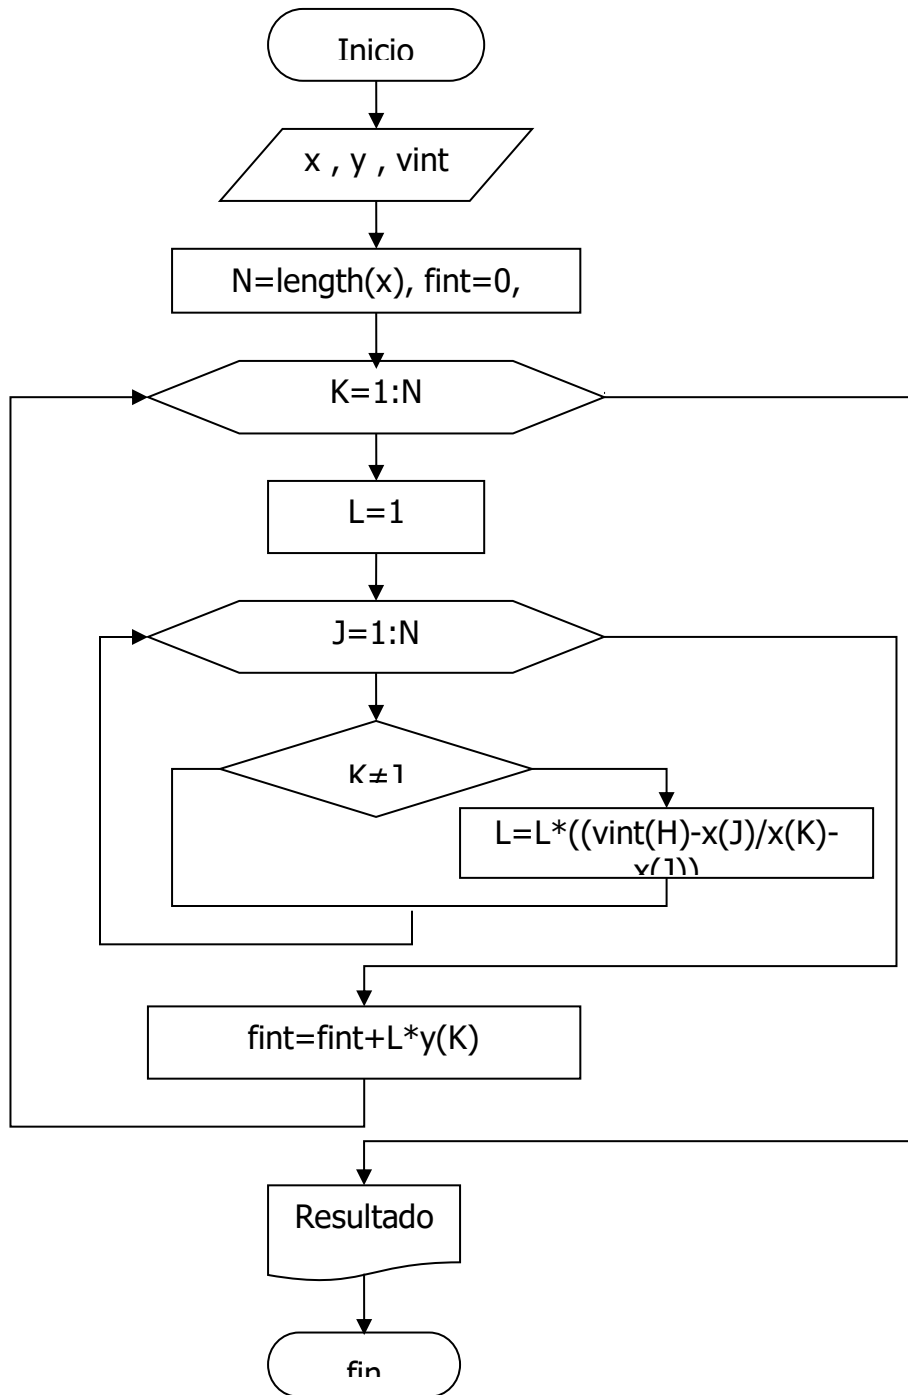 Inicio
x , y , vint
N=length(x), fint=0,
K=1:N
L=1
J=1:N
K≠J
L=L*((vint(H)-x(J)/x(K)-
x(J))
fint=fint+L*y(K)
Resultado
fin